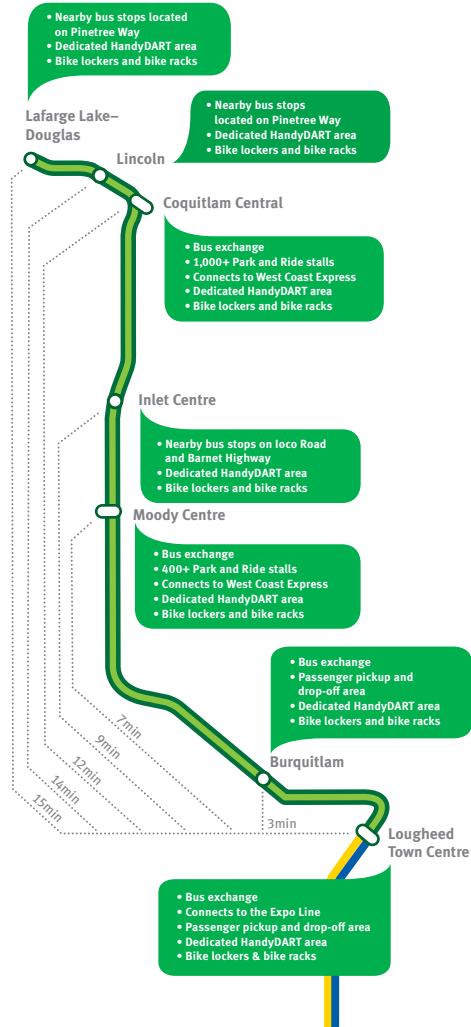 • Nearby bus stops located
on Pinetree Way
• Dedicated HandyDART area
• Bike lockers and bike racks
Lafarge Lake–
Douglas
• Nearby bus stops
located on Pinetree Way
• Dedicated HandyDART area
• Bike lockers and bike racks
Lincoln
Coquitlam Central
• Bus exchange
• 1,000+ Park and Ride stalls
• Connects to West Coast Express
• Dedicated HandyDART area
• Bike lockers and bike racks
Inlet Centre
• Nearby bus stops on Ioco Road
and Barnet Highway
• Dedicated HandyDART area
• Bike lockers and bike racks
Moody Centre
• Bus exchange
• 400+ Park and Ride stalls
• Connects to West Coast Express
• Dedicated HandyDART area
• Bike lockers and bike racks
• Bus exchange
• Passenger pickup and
drop-off area
• Dedicated HandyDART area
• Bike lockers and bike racks
Burquitlam
7min
9min
12min
14min
15min
3min
Lougheed
Town Centre
• Bus exchange
• Connects to the Expo Line
• Passenger pickup and drop-off area
• Dedicated HandyDART area
• Bike lockers & bike racks